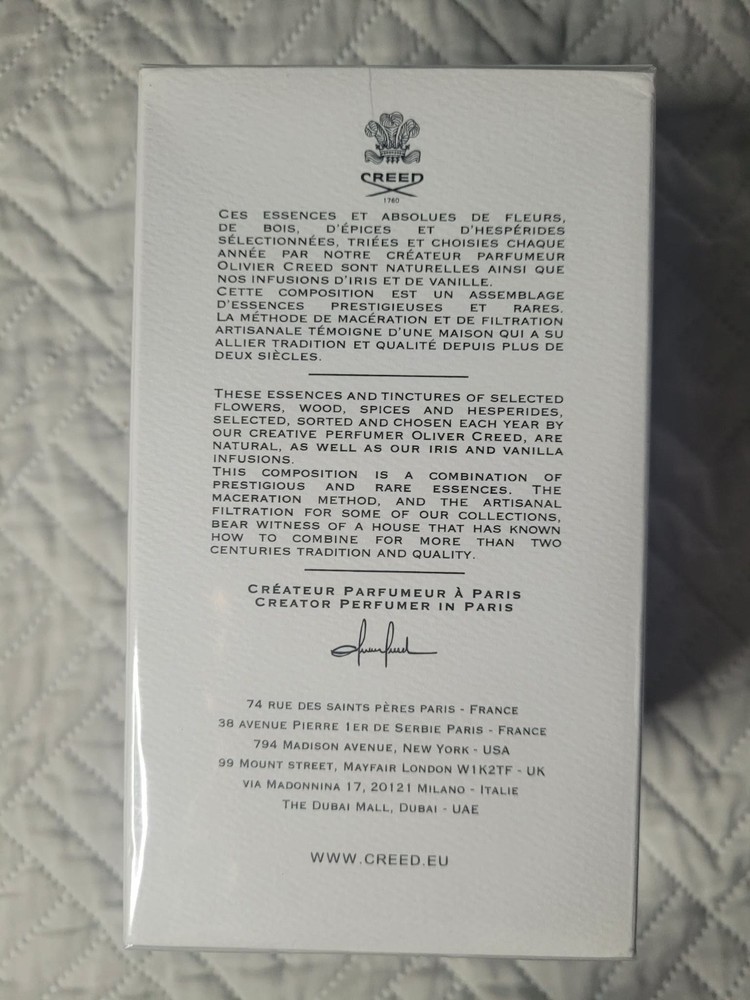 CREED
1760
CES ESSENCES ET ABSOLUES DE FLEURS,
DE BOIS, D'ÉPICES ET D'HESPÉRIDES
SÉLECTIONNÉES, TRIÉES ET CHOISIES CHAQUE
ANNÉE PAR NOTRE CRÉATEUR PARFUMEUR
OLIVIER CREED SONT NATURELLES AINSI QUE
NOS INFUSIONS D'IRIS ET DE VANILLE.
CETTE COMPOSITION EST UN ASSEMBLAGE
D'ESSENCES PRESTIGIEUSES ET RARES.
LA MÉTHODE DE MACÉRATION ET DE FILTRATION
ARTISANALE TÉMOIGNE D'UNE MAISON QUI A SU
ALLIER TRADITION ET QUALITÉ DEPUIS PLUS DE
DEUX SIÈCLES.
THESE ESSENCES AND TINCTURES OF SELECTED
FLOWERS, WOOD, SPICES AND HESPERIDES,
SELECTED, SORTED AND CHOSEN EACH YEAR BY
OUR CREATIVE PERFUMER OLIVER CREED, ARE
NATURAL, AS WELL AS OUR IRIS AND VANILLA
INFUSIONS.
THIS COMPOSITION IS A COMBINATION OF
PRESTIGIOUS AND RARE ESSENCES. THE
MACERATION METHOD, AND THE ARTISANAL
FILTRATION FOR SOME OF OUR COLLECTIONS,
BEAR WITNESS OF A HOUSE THAT HAS KNOWN
HOW TO COMBINE FOR MORE THAN TWO
CENTURIES TRADITION AND QUALITY.
CRÉATEUR PARFUMEUR À PARIS
CREATOR PERFUMER IN PARIS
74 RUE DES SAINTS PÈRES PARIS - FRANCE
38 AVENUE PIERRE 1ER DE SERBIE PARIS - FRANCE
794 MADISON AVENUE, NEW YORK - USA
99 MOUNT STREET, MAYFAIR LONDON W1K2TF - UK
VIA MADONNINA 17, 20121 MILANO - ITALIE
THE DUBAI MALL, DUBAI - UAE
WWW.CREED.EU